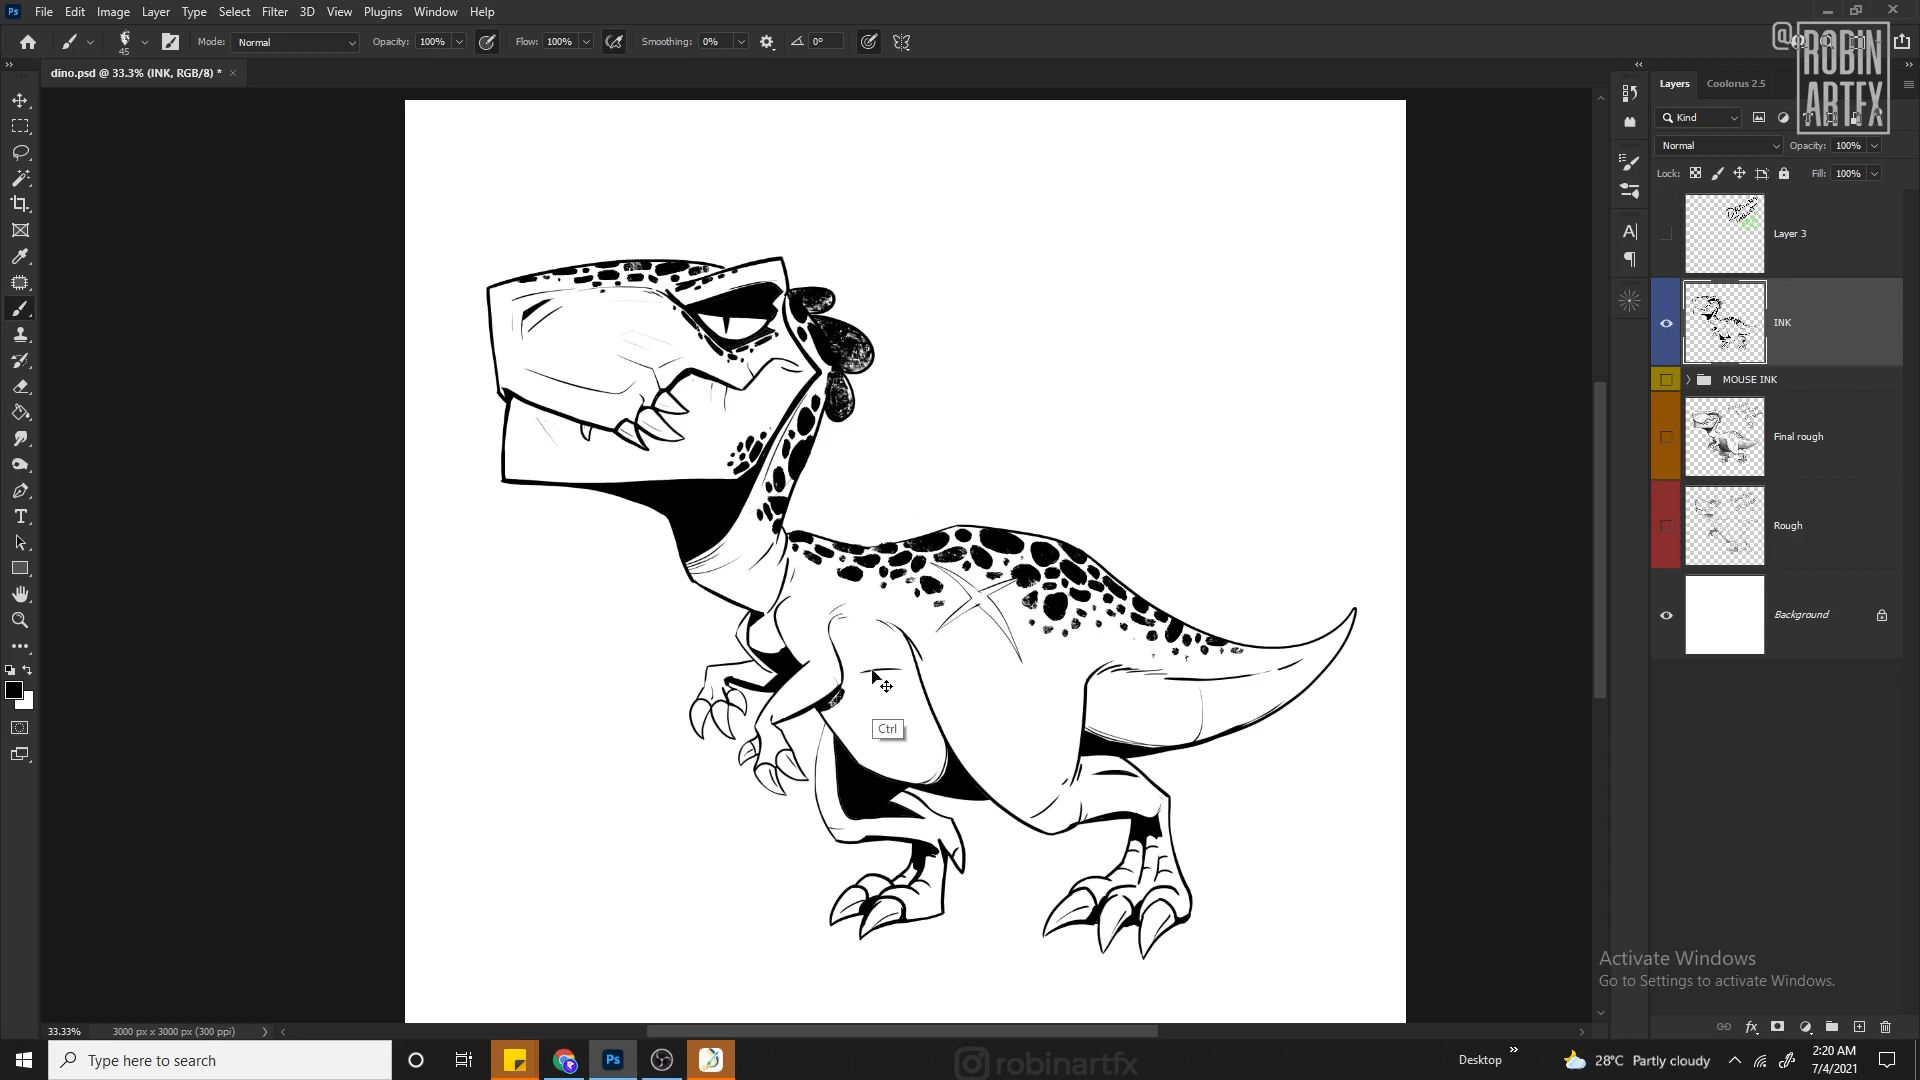 Ps File Edit Image Layer Type Select Filter 3D View Plugins Window Help
45 Mode: Normal Opacity: 100% Flow: 100% Smoothing: 0% 0°
@ROBIN
ARTFX
dino.psd @ 33.3% (INK, RGB/8) * ×
Layers Coolorus 2.5
Kind
Normal Opacity: 100%
Lock: Fill: 100%
Layer 3
INK
MOUSE INK
Final rough
Rough
Background
Ctrl
Activate Windows
Go to Settings to activate Windows.
33.33% 3000 px x 3000 px (300 ppi)
Type here to search
Ps
robinartfx
Desktop
28°C Partly cloudy
2:20 AM
7/4/2021